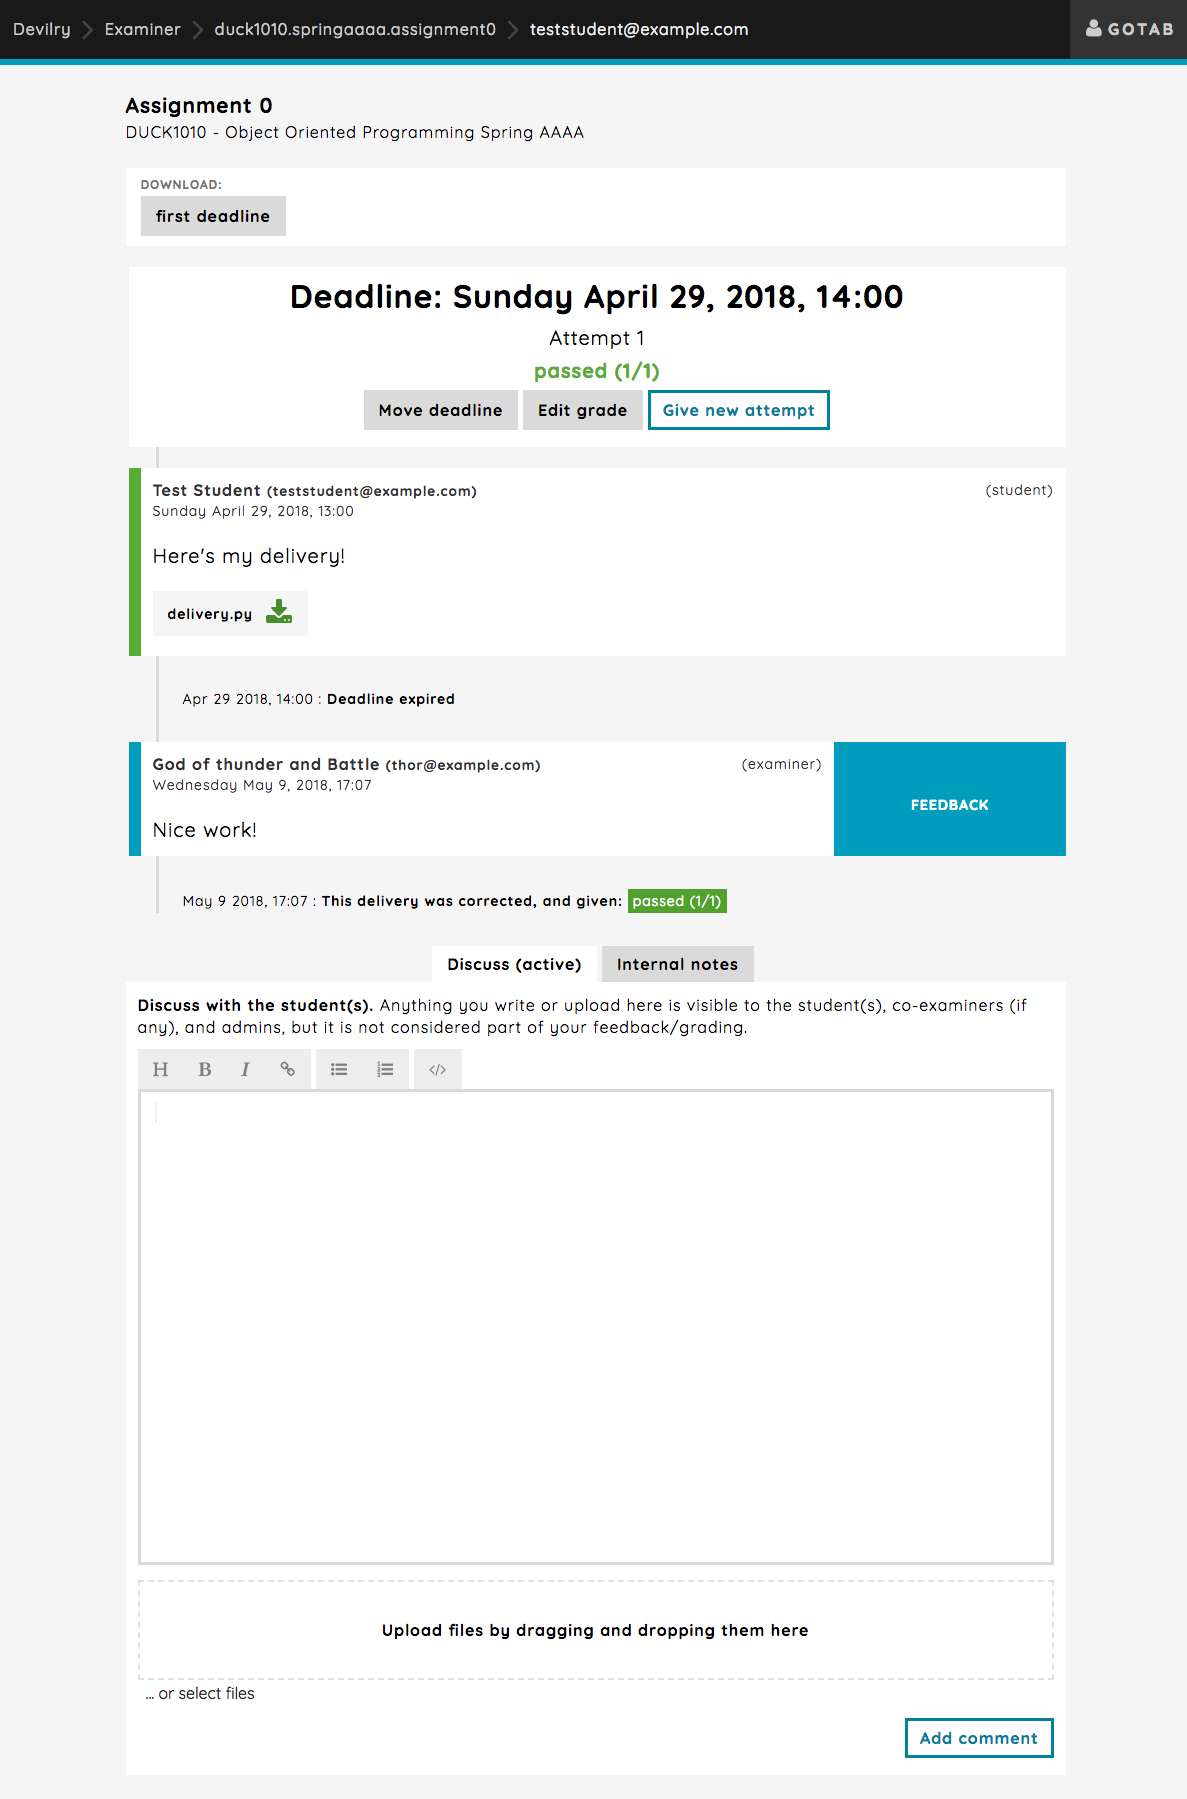 Devilry Examiner duck1010.springaaaa.assignment0 teststudent@example.com GOTAB
Assignment 0
DUCK1010 - Object Oriented Programming Spring AAAA
DOWNLOAD:
first deadline
Deadline: Sunday April 29, 2018, 14:00
Attempt 1
passed (1/1)
Move deadline Edit grade Give new attempt
Test Student (teststudent@example.com) (student)
Sunday April 29, 2018, 13:00
Here's my delivery!
delivery.py
Apr 29 2018, 14:00 : Deadline expired
God of thunder and Battle (thor@example.com) (examiner)
Wednesday May 9, 2018, 17:07
FEEDBACK
Nice work!
May 9 2018, 17:07 : This delivery was corrected, and given: passed (1/1)
Discuss (active) Internal notes
Discuss with the student(s). Anything you write or upload here is visible to the student(s), co-examiners (if
any), and admins, but it is not considered part of your feedback/grading.
H B I </>
Upload files by dragging and dropping them here
... or select files
Add comment